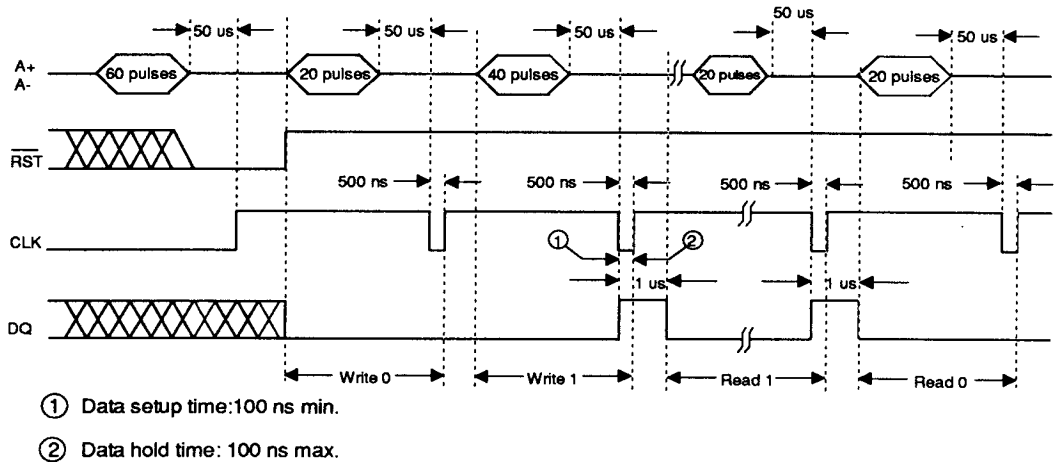 50 us
50 us
50 us
50 us
50 us
A+
A-
60 pulses
20 pulses
40 pulses
20 pulses
20 pulses
RST
500 ns
500 ns
500 ns
500 ns
CLK
①
②
1 us
1 us
DQ
Write 0
Write 1
Read 1
Read 0
① Data setup time:100 ns min.
② Data hold time: 100 ns max.